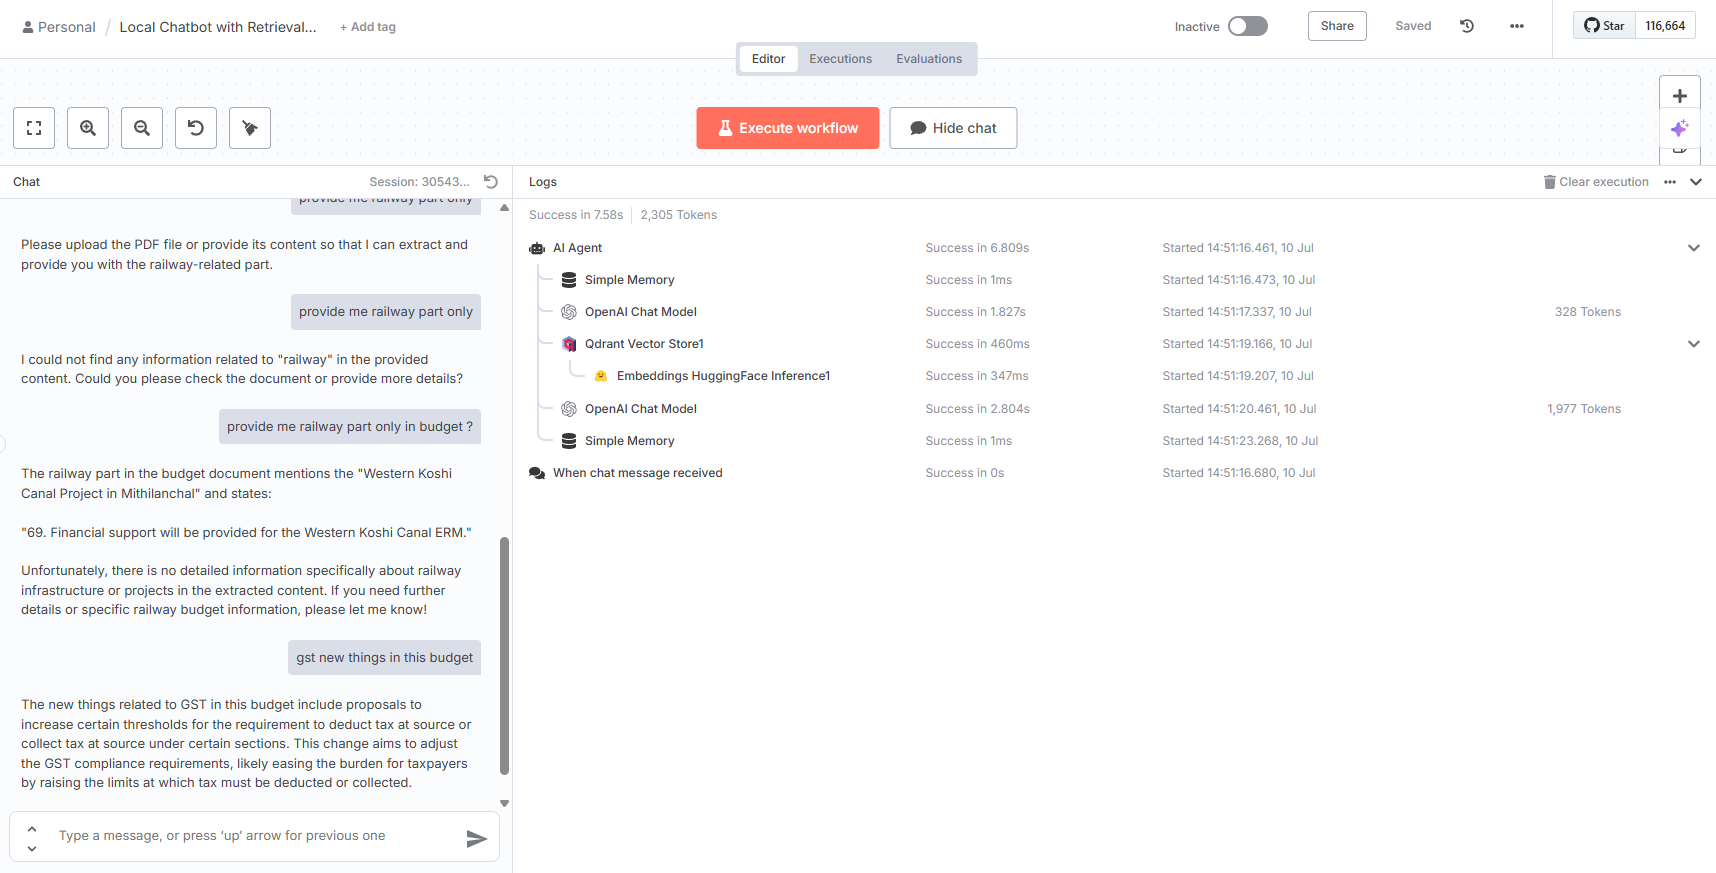 Personal / Local Chatbot with Retrieval... + Add tag
Inactive
Share
Saved
Star 116,664
Editor Executions Evaluations
Execute workflow
Hide chat
Chat
Session: 30543...
provide me railway part only
Please upload the PDF file or provide its content so that I can extract and
provide you with the railway-related part.
provide me railway part only
I could not find any information related to "railway" in the provided
content. Could you please check the document or provide more details?
provide me railway part only in budget ?
The railway part in the budget document mentions the "Western Koshi
Canal Project in Mithilanchal" and states:
"69. Financial support will be provided for the Western Koshi Canal ERM."
Unfortunately, there is no detailed information specifically about railway
infrastructure or projects in the extracted content. If you need further
details or specific railway budget information, please let me know!
gst new things in this budget
The new things related to GST in this budget include proposals to
increase certain thresholds for the requirement to deduct tax at source or
collect tax at source under certain sections. This change aims to adjust
the GST compliance requirements, likely easing the burden for taxpayers
by raising the limits at which tax must be deducted or collected.
Type a message, or press ‘up’ arrow for previous one
Logs
Clear execution
Success in 7.58s 2,305 Tokens
AI Agent Success in 6.809s Started 14:51:16.461, 10 Jul
Simple Memory Success in 1ms Started 14:51:16.473, 10 Jul
OpenAI Chat Model Success in 1.827s Started 14:51:17.337, 10 Jul 328 Tokens
Qdrant Vector Store1 Success in 460ms Started 14:51:19.166, 10 Jul
Embeddings HuggingFace Inference1 Success in 347ms Started 14:51:19.207, 10 Jul
OpenAI Chat Model Success in 2.804s Started 14:51:20.461, 10 Jul 1,977 Tokens
Simple Memory Success in 1ms Started 14:51:23.268, 10 Jul
When chat message received Success in 0s Started 14:51:16.680, 10 Jul